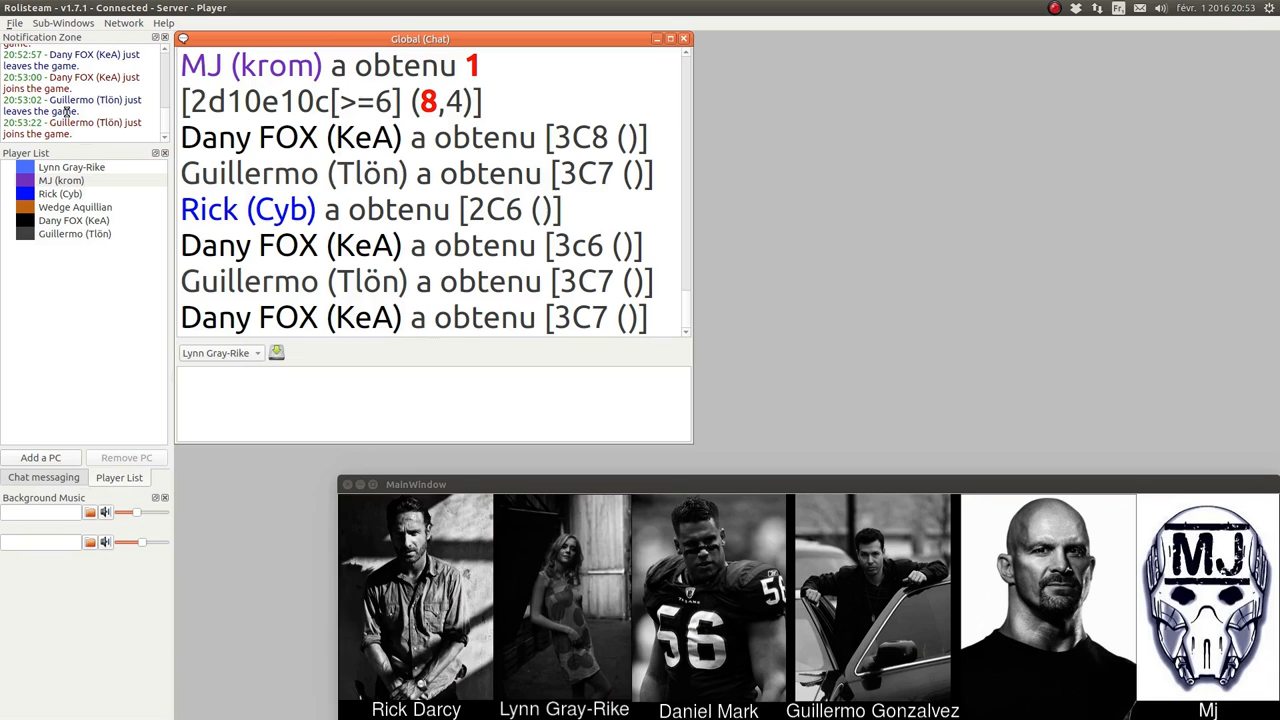 Rolisteam - v1.7.1 - Connected - Server - Player
Fr
févr. 1 2016 20:53
File Sub-Windows Network Help
Notification Zone
game.
20:52:57 - Dany FOX (KeA) just
leaves the game.
20:53:00 - Dany FOX (KeA) just
joins the game.
20:53:02 - Guillermo (Tlön) just
leaves the game.
20:53:22 - Guillermo (Tlön) just
joins the game.
Player List
Lynn Gray-Rike
MJ (krom)
Rick (Cyb)
Wedge Aquillian
Dany FOX (KeA)
Guillermo (Tlön)
Add a PC
Remove PC
Chat messaging
Player List
Background Music
Global (Chat)
MJ (krom) a obtenu 1
[2d10e10c[>=6] (8,4)]
Dany FOX (KeA) a obtenu [3C8 ()]
Guillermo (Tlön) a obtenu [3C7 ()]
Rick (Cyb) a obtenu [2C6 ()]
Dany FOX (KeA) a obtenu [3c6 ()]
Guillermo (Tlön) a obtenu [3C7 ()]
Dany FOX (KeA) a obtenu [3C7 ()]
Lynn Gray-Rike
MainWindow
56
56
MJ
Rick Darcy
Lynn Gray-Rike
Daniel Mark
Guillermo Gonzalvez
Mj